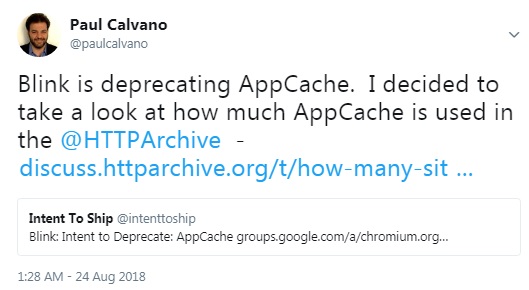 Paul Calvano
@paulcalvano
Blink is deprecating AppCache. I decided to
take a look at how much AppCache is used in
the @HTTPArchive -
discuss.httparchive.org/t/how-many-sit ...
Intent To Ship @intenttoship
Blink: Intent to Deprecate: AppCache groups.google.com/a/chromium.org...
1:28 AM - 24 Aug 2018